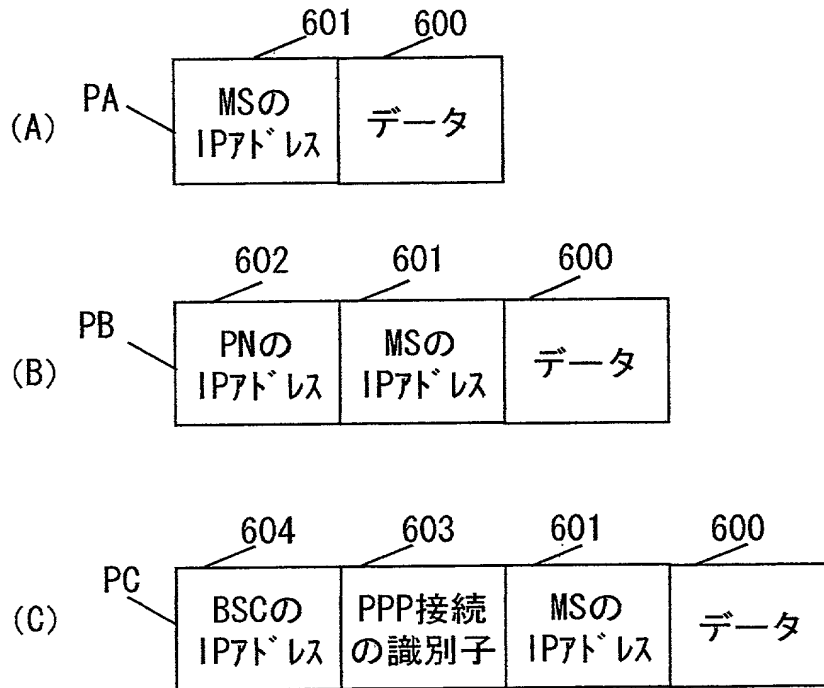 601 600
PA
(A)
MSの
IPアドレス
データ
602 601 600
PB
(B)
PNの
IPアドレス
MSの
IPアドレス
データ
604 603 601 600
PC
(C)
BSCの
IPアドレス
PPP接続
の識別子
MSの
IPアドレス
データ